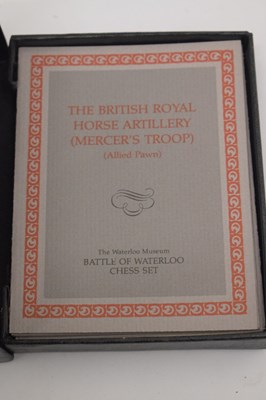 THE BRITISH ROYAL
HORSE ARTILLERY
(MERCER'S TROOP)
(Allied Pawn)
The Waterloo Museum
BATTLE OF WATERLOO
CHESS SET